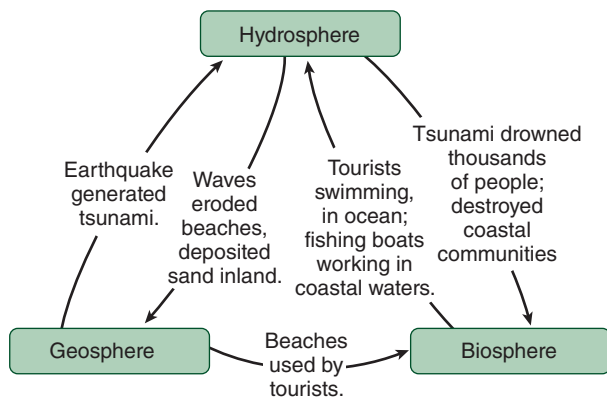 Hydrosphere
Earthquake
generated
tsunami.
Waves
eroded
beaches,
deposited
sand inland.
Tourists
swimming,
in ocean;
fishing boats
working in
coastal waters.
Tsunami drowned
thousands
of people;
destroyed
coastal
communities
Geosphere
Beaches
used by
tourists.
Biosphere